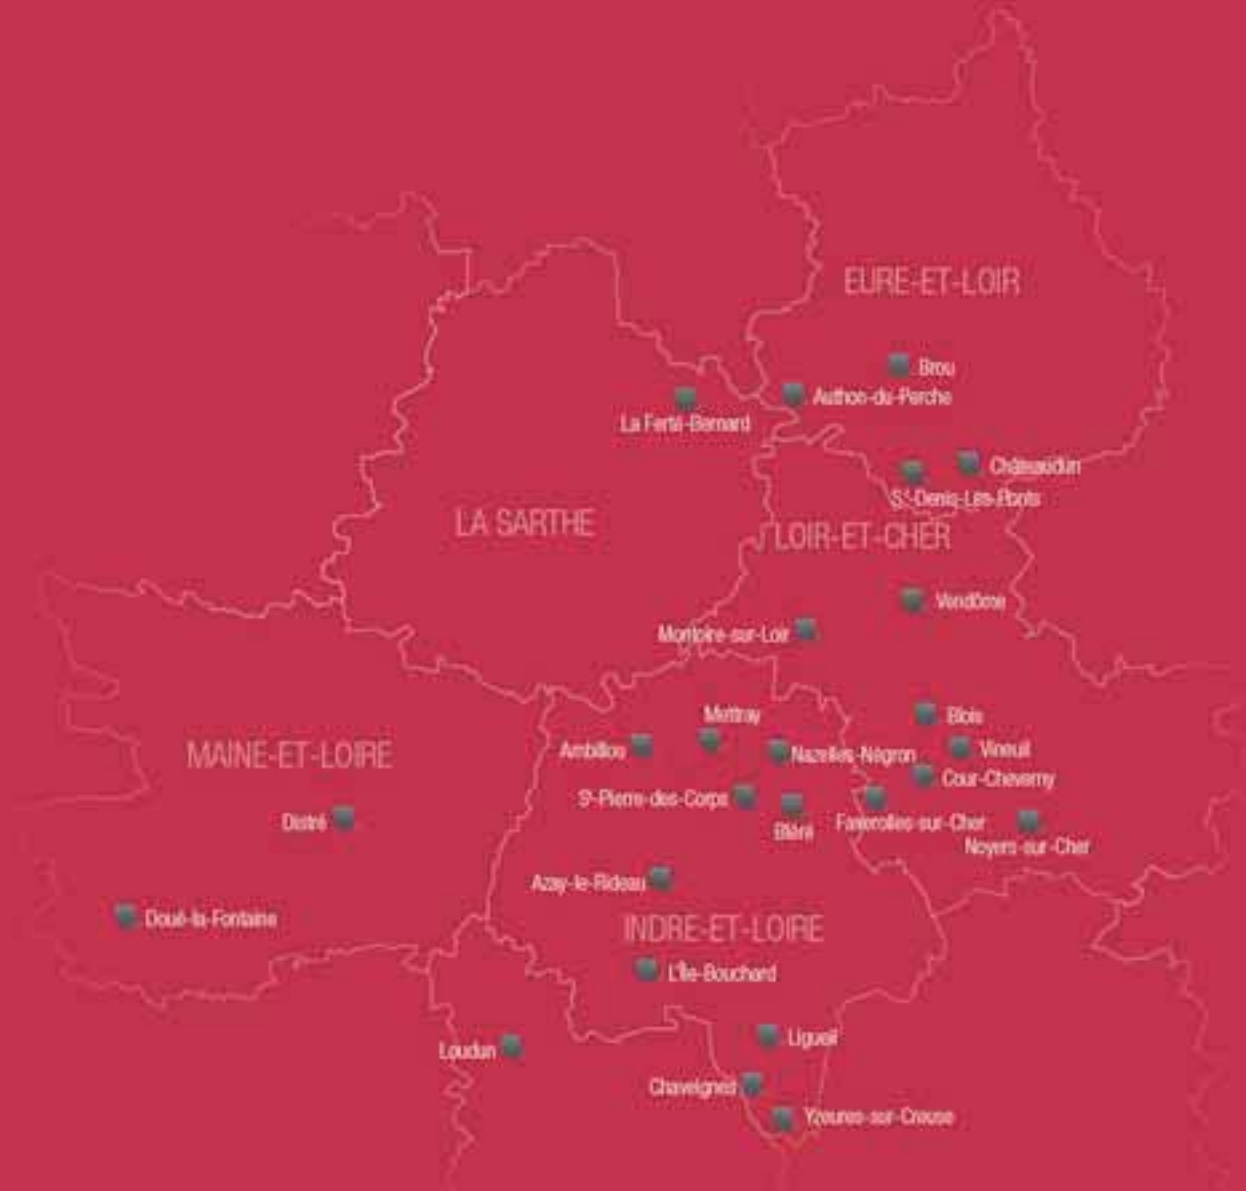 EURE-ET-LOIR
Brou
Authon-du-Perche
La Ferté-Bernard
Châteaudun
St-Denis-Les-Ponts
LA SARTHE
LOIR-ET-CHER
Vendôme
Montoire-sur-Loir
Mettray
Blois
Ambillou
Nazelles-Négron
Vineuil
MAINE-ET-LOIRE
Cour-Cheverny
St-Pierre-des-Corps
Distré
Bléré
Faverolles-sur-Cher
Noyers-sur-Cher
Azay-le-Rideau
Doué-la-Fontaine
INDRE-ET-LOIRE
L'Île-Bouchard
Ligueil
Loudun
Chaveignes
Yzeures-sur-Creuse